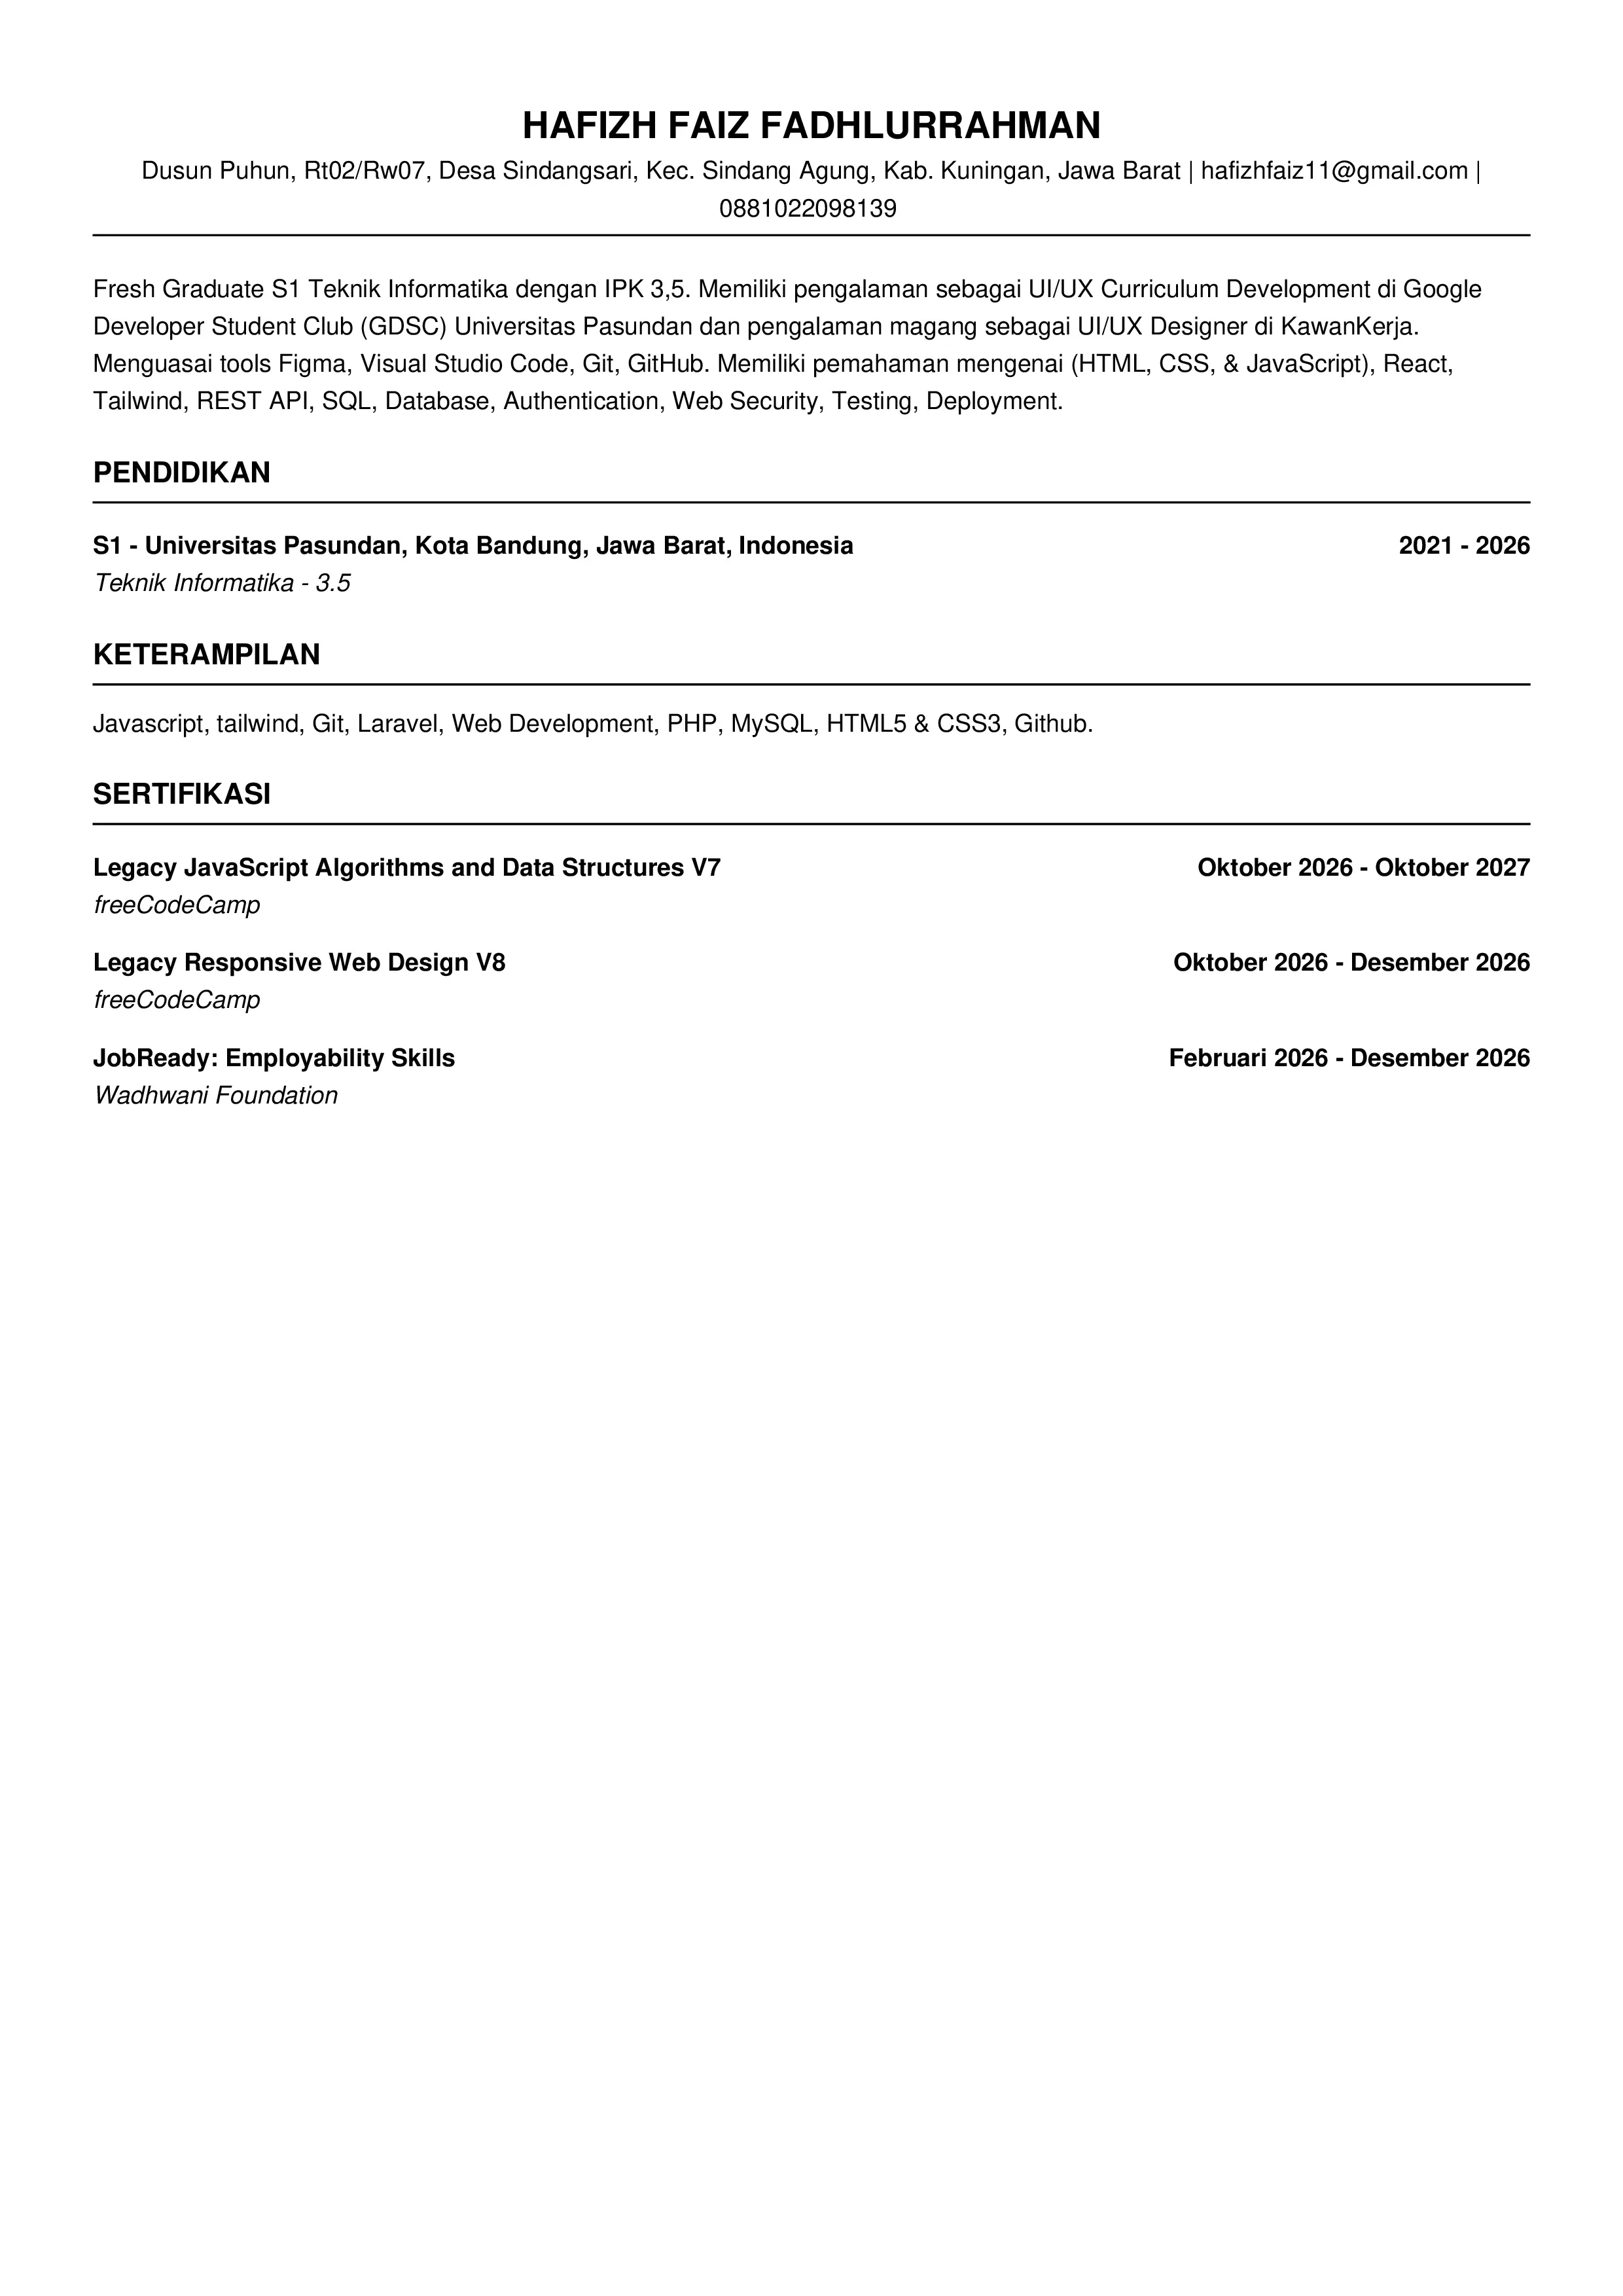 HAFIZH FAIZ FADHLURRAHMAN
Dusun Puhun, Rt02/Rw07, Desa Sindangsari, Kec. Sindang Agung, Kab. Kuningan, Jawa Barat | hafizhfaiz11@gmail.com |
0881022098139
Fresh Graduate S1 Teknik Informatika dengan IPK 3,5. Memiliki pengalaman sebagai UI/UX Curriculum Development di Google
Developer Student Club (GDSC) Universitas Pasundan dan pengalaman magang sebagai UI/UX Designer di KawanKerja.
Menguasai tools Figma, Visual Studio Code, Git, GitHub. Memiliki pemahaman mengenai (HTML, CSS, & JavaScript), React,
Tailwind, REST API, SQL, Database, Authentication, Web Security, Testing, Deployment.
PENDIDIKAN
S1 - Universitas Pasundan, Kota Bandung, Jawa Barat, Indonesia 2021 - 2026
Teknik Informatika - 3.5
KETERAMPILAN
Javascript, tailwind, Git, Laravel, Web Development, PHP, MySQL, HTML5 & CSS3, Github.
SERTIFIKASI
Legacy JavaScript Algorithms and Data Structures V7 Oktober 2026 - Oktober 2027
freeCodeCamp
Legacy Responsive Web Design V8 Oktober 2026 - Desember 2026
freeCodeCamp
JobReady: Employability Skills Februari 2026 - Desember 2026
Wadhwani Foundation